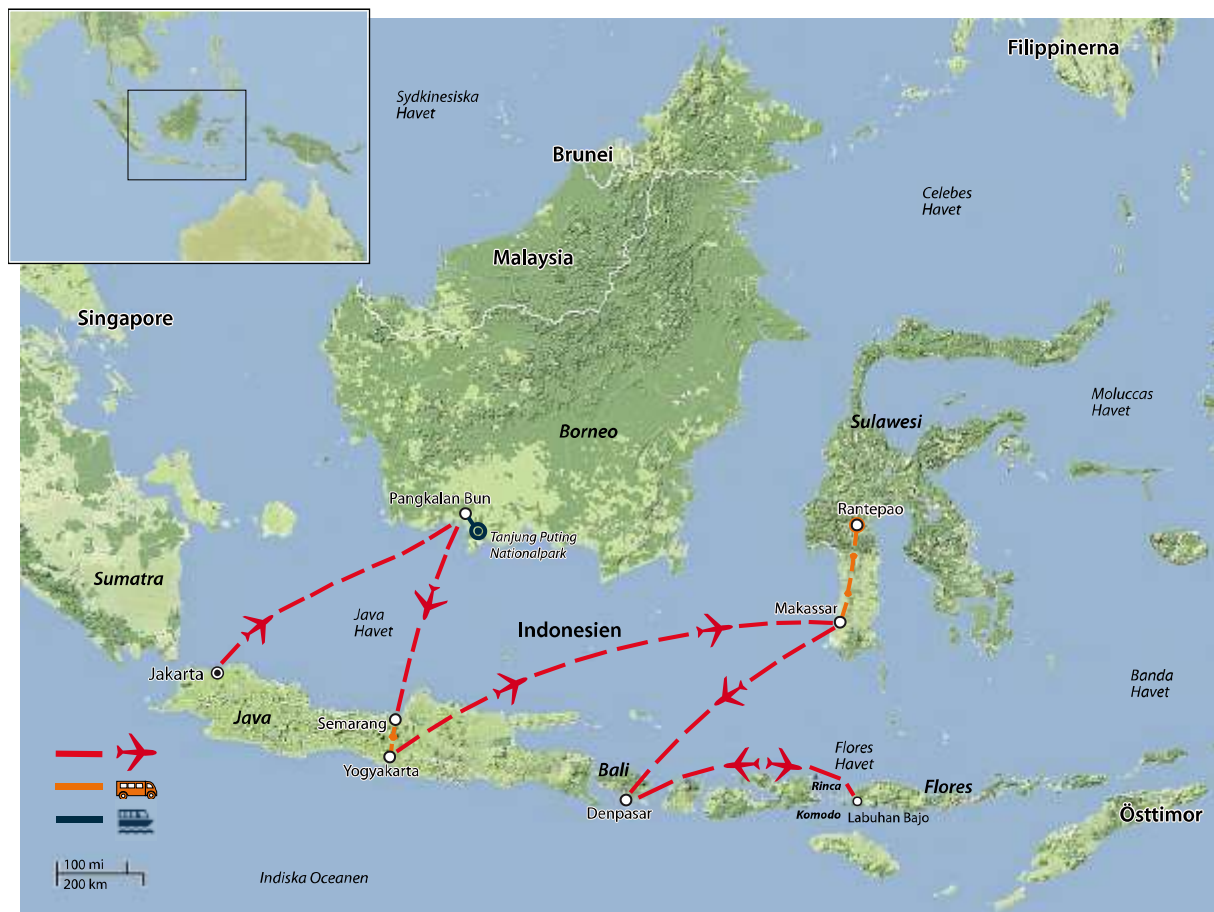 Filippinerna
Sydkinesiska
Havet
Brunei
Celebes
Havet
Malaysia
Singapore
Moluccas
Havet
Sulawesi
Borneo
Pangkalan Bun
Rantepao
Tanjung Puting
Nationalpark
Sumatra
Java
Havet
Makassar
Indonesien
Jakarta
Banda
Havet
Java
Semarang
Yogyakarta
Flores
Havet
Bali
Rinca
Flores
Denpasar
Komodo
Labuhan Bajo
Östtimor
100 mi
200 km
Indiska Oceanen